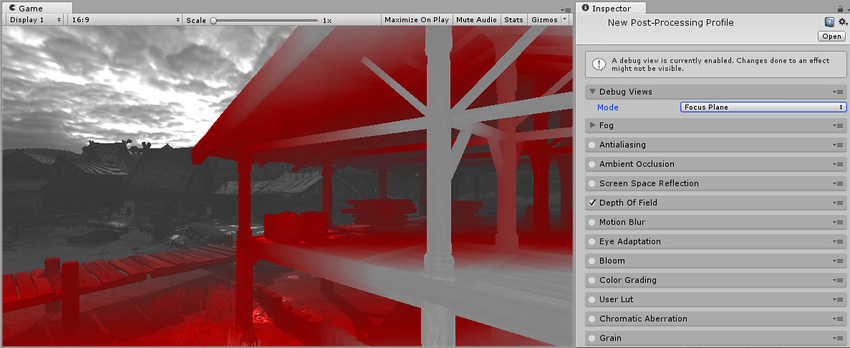 Game
Display 1
16:9
Scale
1x
Maximize On Play
Mute Audio
Stats
Gizmos
Inspector
New Post-Processing Profile
Open
A debug view is currently enabled. Changes done to an effect
might not be visible.
Debug Views
Mode
Focus Plane
Fog
Antialiasing
Ambient Occlusion
Screen Space Reflection
Depth Of Field
Motion Blur
Eye Adaptation
Bloom
Color Grading
User Lut
Chromatic Aberration
Grain